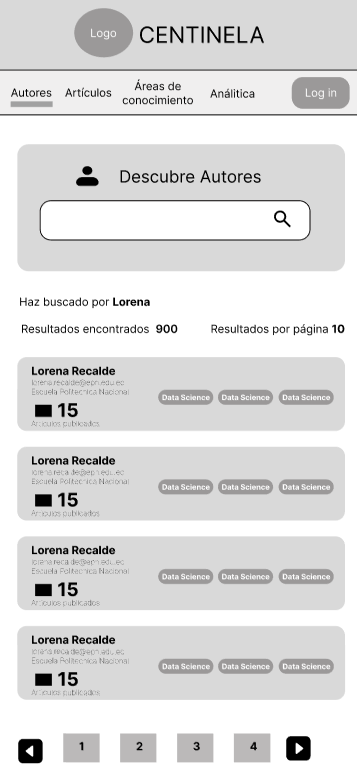 Logo
CENTINELA
Autores
Artículos
Áreas de
conocimiento
Análitica
Log in
Descubre Autores
Haz buscado por Lorena
Resultados encontrados 900
Resultados por página 10
Lorena Recalde
lorena.recalde@epn.edu.ec
Escuela Politecnica Nacional
15
Artículos publicados
Data Science Data Science Data Science
Lorena Recalde
lorena.recalde@epn.edu.ec
Escuela Politecnica Nacional
15
Artículos publicados
Data Science Data Science Data Science
Lorena Recalde
lorena.recalde@epn.edu.ec
Escuela Politecnica Nacional
15
Artículos publicados
Data Science Data Science Data Science
Lorena Recalde
lorena.recalde@epn.edu.ec
Escuela Politecnica Nacional
15
Artículos publicados
Data Science Data Science Data Science
1 2 3 4